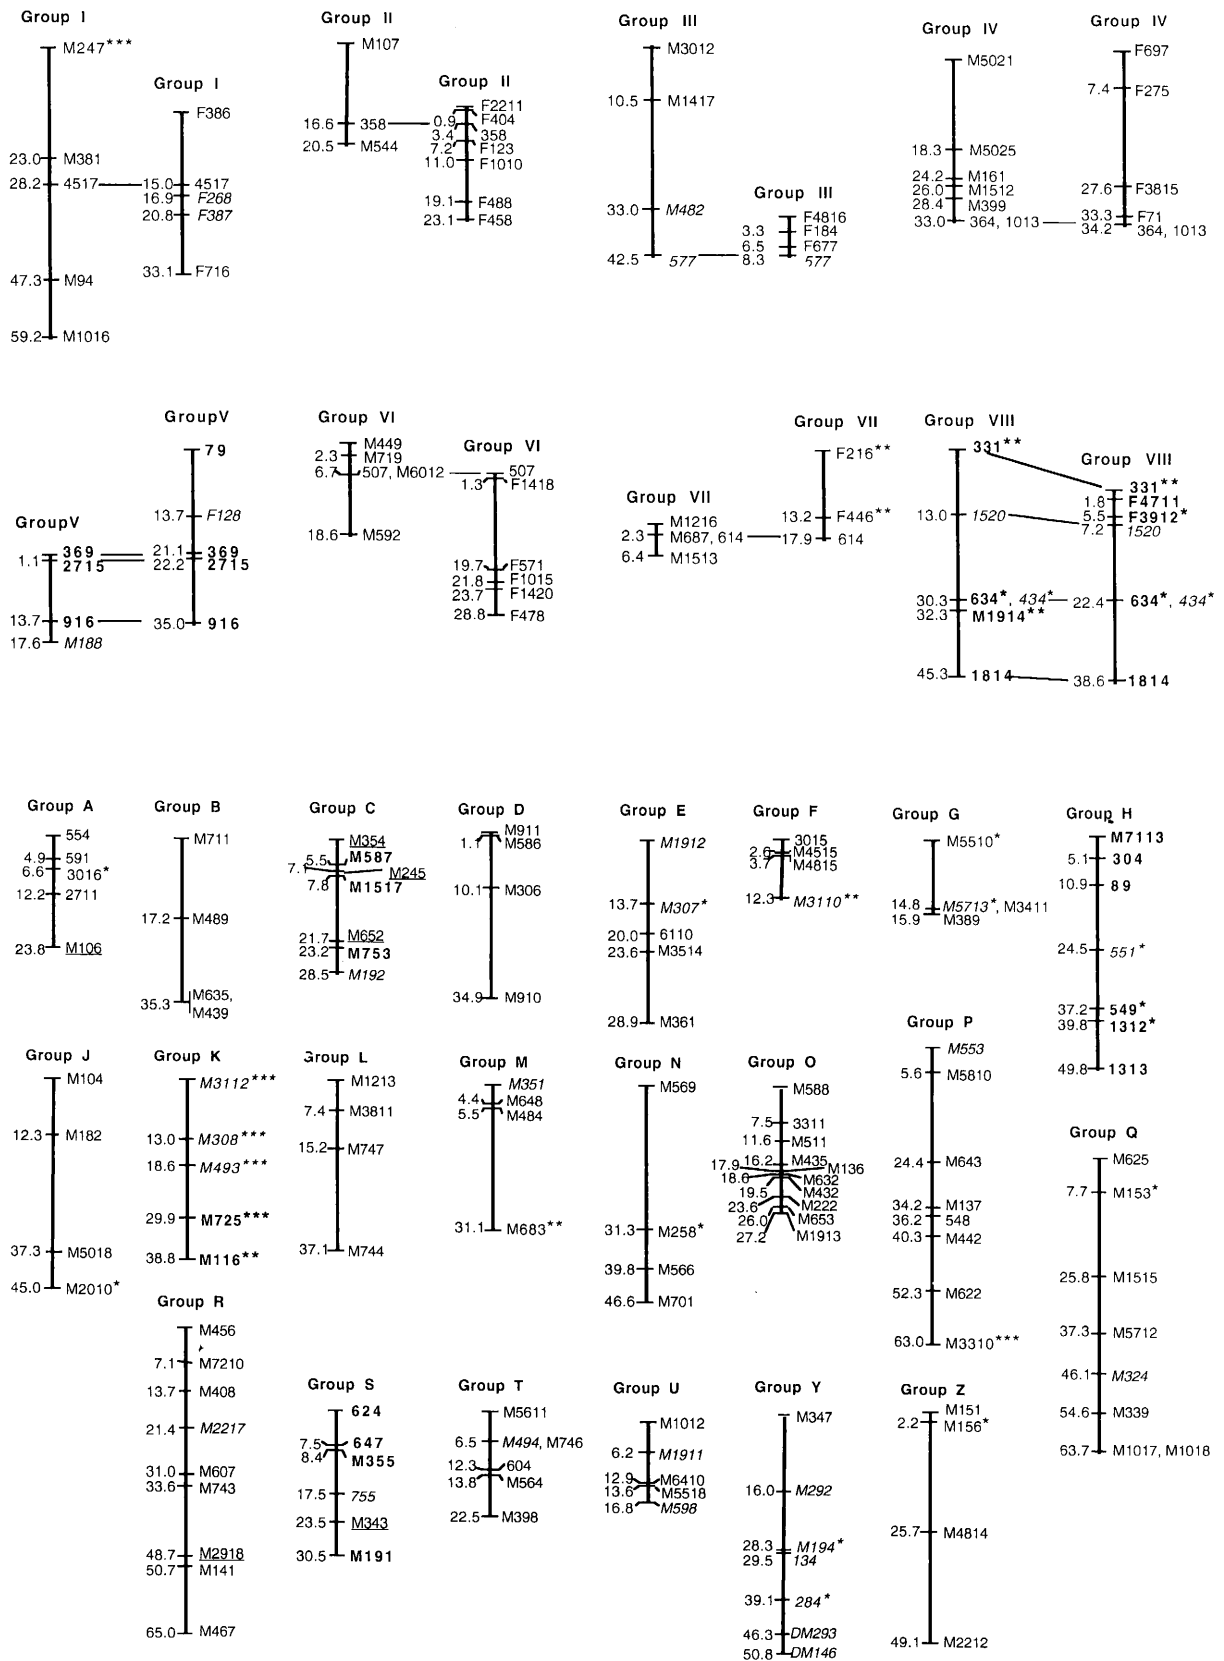 Group I
M247***
23.0 M381
28.2 4517
47.3 M94
59.2 M1016
Group I
F386
15.0 4517
16.9 F268
20.8 F387
33.1 F716
Group II
M107
16.6 358
20.5 M544
Group II
F2211
0.9 F404
3.4 358
7.2 F123
11.0 F1010
19.1 F488
23.1 F458
Group III
M3012
10.5 M1417
33.0 M482
42.5 577
Group III
F4816
3.3 F184
6.5 F677
8.3 577
Group IV
M5021
18.3 M5025
24.2 M161
26.0 M1512
28.4 M399
33.0 364, 1013
Group IV
F697
7.4 F275
27.6 F3815
33.3 F71
34.2 364, 1013
GroupV
369
1.1 2715
13.7 916
17.6 M188
GroupV
79
13.7 F128
21.1 369
22.2 2715
35.0 916
Group VI
M449
2.3 M719
6.7 507, M6012
18.6 M592
Group VI
507
1.3 F1418
19.7 F571
21.8 F1015
23.7 F1420
28.8 F478
Group VII
M1216
2.3 M687, 614
6.4 M1513
Group VII
F216**
13.2 F446**
17.9 614
Group VIII
331**
13.0 1520
30.3 634*, 434*
32.3 M1914**
45.3 1814
Group VIII
331**
1.8 F4711
5.5 F3912*
7.2 1520
22.4 634*, 434*
38.6 1814
Group A
554
4.9 591
6.6 3016*
12.2 2711
23.8 M106
Group B
M711
17.2 M489
35.3 M635,
M439
Group C
M354
5.5 M587
7.1 M245
7.8 M1517
21.7 M652
23.2 M753
28.5 M192
Group D
M911
1.1 M586
10.1 M306
34.9 M910
Group E
M1912
13.7 M307*
20.0 6110
23.6 M3514
28.9 M361
Group F
3015
2.6 M4515
3.7 M4815
12.3 M3110**
Group G
M5510*
14.8 M5713*, M3411
15.9 M389
Group H
M7113
5.1 304
10.9 89
24.5 551*
37.2 549*
39.8 1312*
49.8 1313
Group J
M104
12.3 M182
37.3 M5018
45.0 M2010*
Group K
M3112***
13.0 M308***
18.6 M493***
29.9 M725***
38.8 M116**
Group L
M1213
7.4 M3811
15.2 M747
37.1 M744
Group M
M351
4.4 M648
5.5 M484
31.1 M683**
Group N
M569
31.3 M258*
39.8 M566
46.6 M701
Group O
M588
7.5 3311
11.6 M511
16.2 M435
17.9 M136
18.6 M632
19.5 M432
23.6 M222
26.0 M653
27.2 M1913
Group P
M553
5.6 M5810
24.4 M643
34.2 M137
36.2 548
40.3 M442
52.3 M622
63.0 M3310***
Group Q
M625
7.7 M153*
25.8 M1515
37.3 M5712
46.1 M324
54.6 M339
63.7 M1017, M1018
Group R
M456
7.1 M7210
13.7 M408
21.4 M2217
31.0 M607
33.6 M743
48.7 M2918
50.7 M141
65.0 M467
Group S
624
7.5 647
8.4 M355
17.5 755
23.5 M343
30.5 M191
Group T
M5611
6.5 M494, M746
12.3 604
13.8 M564
22.5 M398
Group U
M1012
6.2 M1911
12.9 M6410
13.6 M5518
16.8 M598
Group Y
M347
16.0 M292
28.3 M194*
29.5 134
39.1 284*
46.3 DM293
50.8 DM146
Group Z
M151
2.2 M156*
25.7 M4814
49.1 M2212